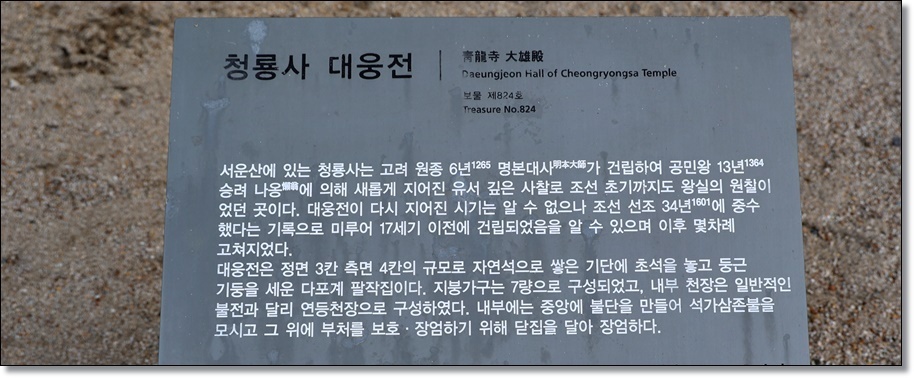 청룡사 대웅전
靑龍寺 大雄殿
Daeungjeon Hall of Cheongryongsa Temple
보물 제824호
Treasure No.824
서운산에 있는 청룡사는 고려 원종 6년1265 명본대사明本大師가 건립하여 공민왕 13년1364
승려 나옹懶翁에 의해 새롭게 지어진 유서 깊은 사찰로 조선 초기까지도 왕실의 원찰이
었던 곳이다. 대웅전이 다시 지어진 시기는 알 수 없으나 조선 선조 34년1601에 중수
했다는 기록으로 미루어 17세기 이전에 건립되었음을 알 수 있으며 이후 몇차례
고쳐지었다.
대웅전은 정면 3칸 측면 4칸의 규모로 자연석으로 쌓은 기단에 초석을 놓고 둥근
기둥을 세운 다포계 팔작집이다. 지붕가구는 7량으로 구성되었고, 내부 천장은 일반적인
불전과 달리 연등천장으로 구성하였다. 내부에는 중앙에 불단을 만들어 석가삼존불을
모시고 그 위에 부처를 보호·장엄하기 위해 닫집을 달아 장엄하다.